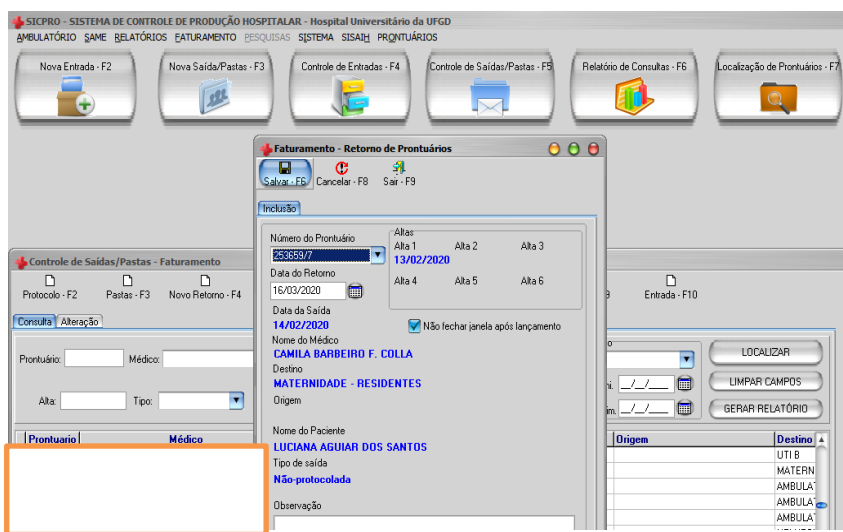 SICPRO - SISTEMA DE CONTROLE DE PRODUÇÃO HOSPITALAR - Hospital Universitário da UFGD
AMBULATÓRIO SAME RELATÓRIOS FATURAMENTO PESQUISAS SISTEMA SISAIH PRONTUÁRIOS
Nova Entrada - F2 Nova Saída/Pastas - F3 Controle de Entradas - F4 Controle de Saídas/Pastas - F5 Relatório de Consultas - F6 Localização de Prontuários - F7
Faturamento - Retorno de Prontuários
Salvar - F6 Cancelar - F8 Sair - F9
Inclusão
Número do Prontuário
253659/7
Altas
Alta 1 Alta 2 Alta 3
13/02/2020
Alta 4 Alta 5 Alta 6
Data do Retorno
16/03/2020
Data da Saída
14/02/2020
Não fechar janela após lançamento
Nome do Médico
CAMILA BARBEIRO F. COLLA
Destino
MATERNIDADE - RESIDENTES
Origem
Nome do Paciente
LUCIANA AGUIAR DOS SANTOS
Tipo de saída
Não-protocolada
Observação
Controle de Saídas/Pastas - Faturamento
Protocolo - F2 Pastas - F3 Novo Retorno - F4 Entrada - F10
Consulta Alteração
Prontuário: Médico: LOCALIZAR
LIMPAR CAMPOS
Alta: Tipo: GERAR RELATÓRIO
Prontuario Médico Origem Destino
UTI B
MATERN
AMBULAT
AMBULAT
AMBULAT